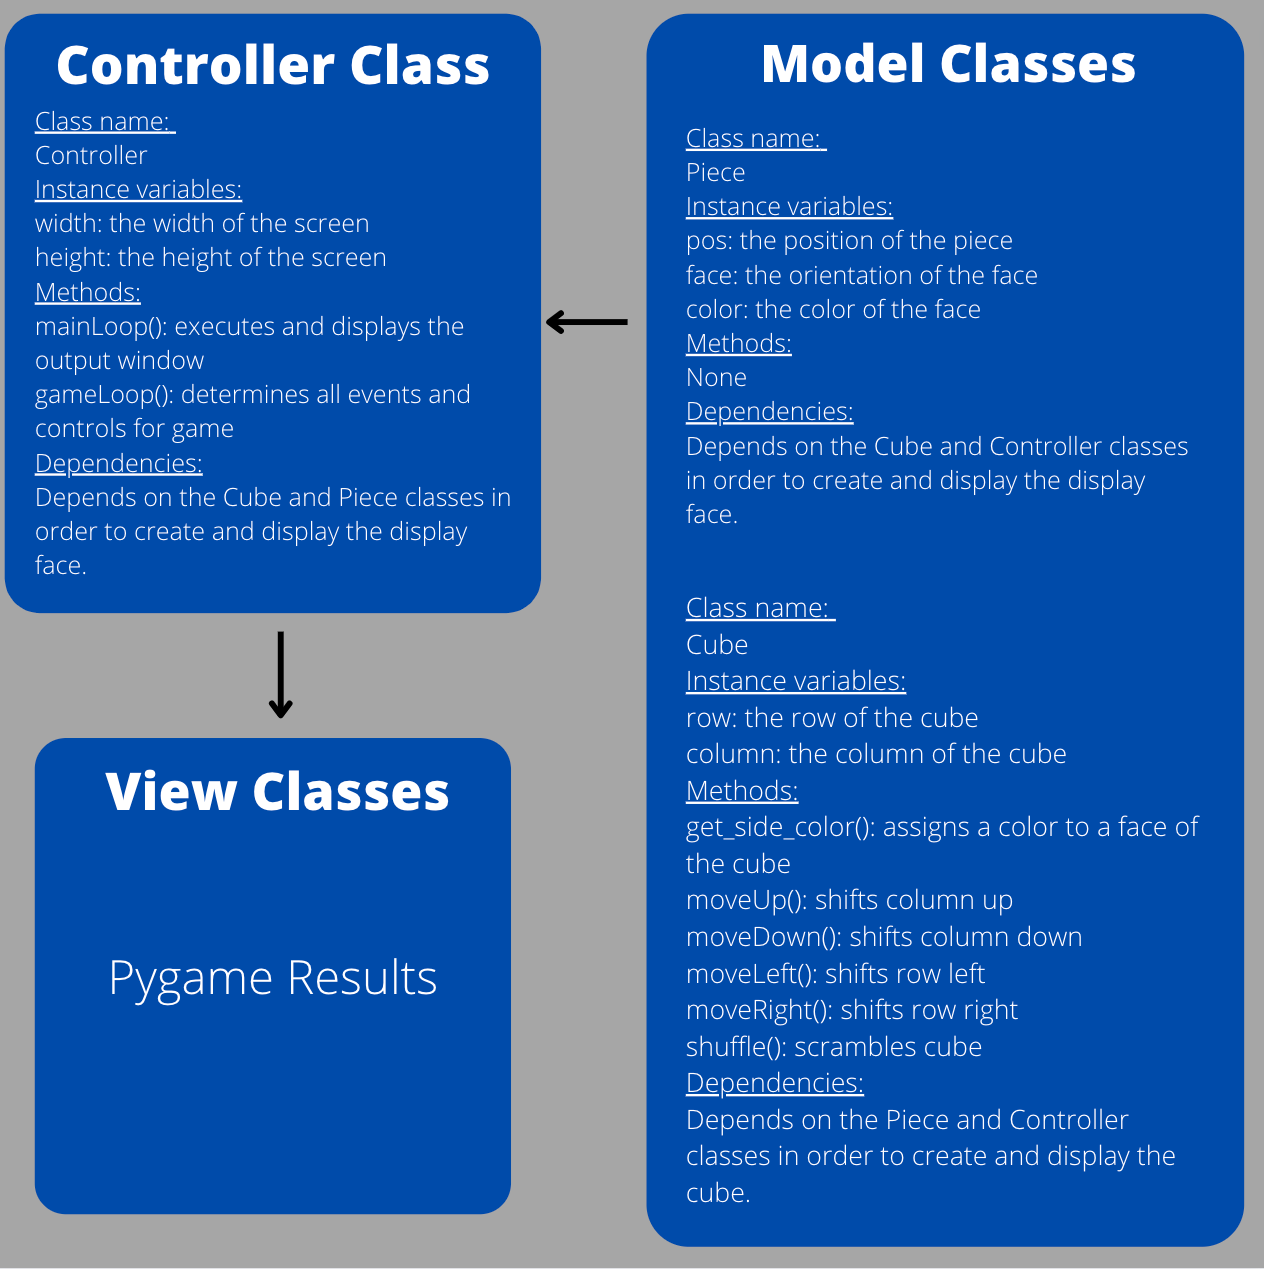 Controller Class
Class name:
Controller
Instance variables:
width: the width of the screen
height: the height of the screen
Methods:
mainLoop(): executes and displays the
output window
gameLoop(): determines all events and
controls for game
Dependencies:
Depends on the Cube and Piece classes in
order to create and display the display
face.
View Classes
Pygame Results
Model Classes
Class name:
Piece
Instance variables:
pos: the position of the piece
face: the orientation of the face
color: the color of the face
Methods:
None
Dependencies:
Depends on the Cube and Controller classes
in order to create and display the display
face.
Class name:
Cube
Instance variables:
row: the row of the cube
column: the column of the cube
Methods:
get_side_color(): assigns a color to a face of
the cube
moveUp(): shifts column up
moveDown(): shifts column down
moveLeft(): shifts row left
moveRight(): shifts row right
shuffle(): scrambles cube
Dependencies:
Depends on the Piece and Controller
classes in order to create and display the
cube.